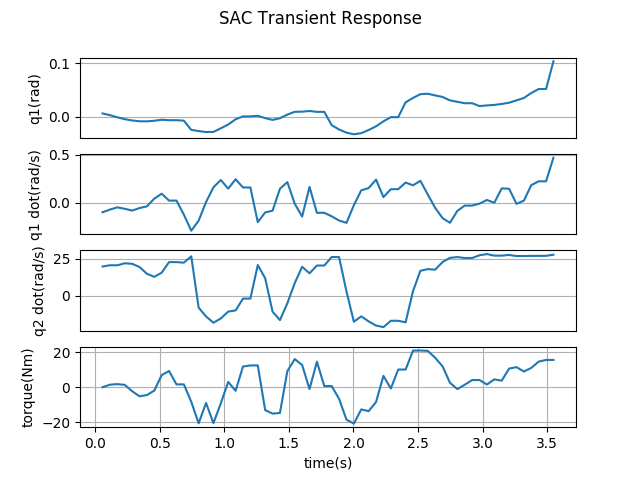 SAC Transient Response
0.1
0.0
q1(rad)
0.5
0.0
q1 dot(rad/s)
25
0
q2 dot(rad/s)
20
0
−20
torque(Nm)
0.0 0.5 1.0 1.5 2.0 2.5 3.0 3.5
time(s)